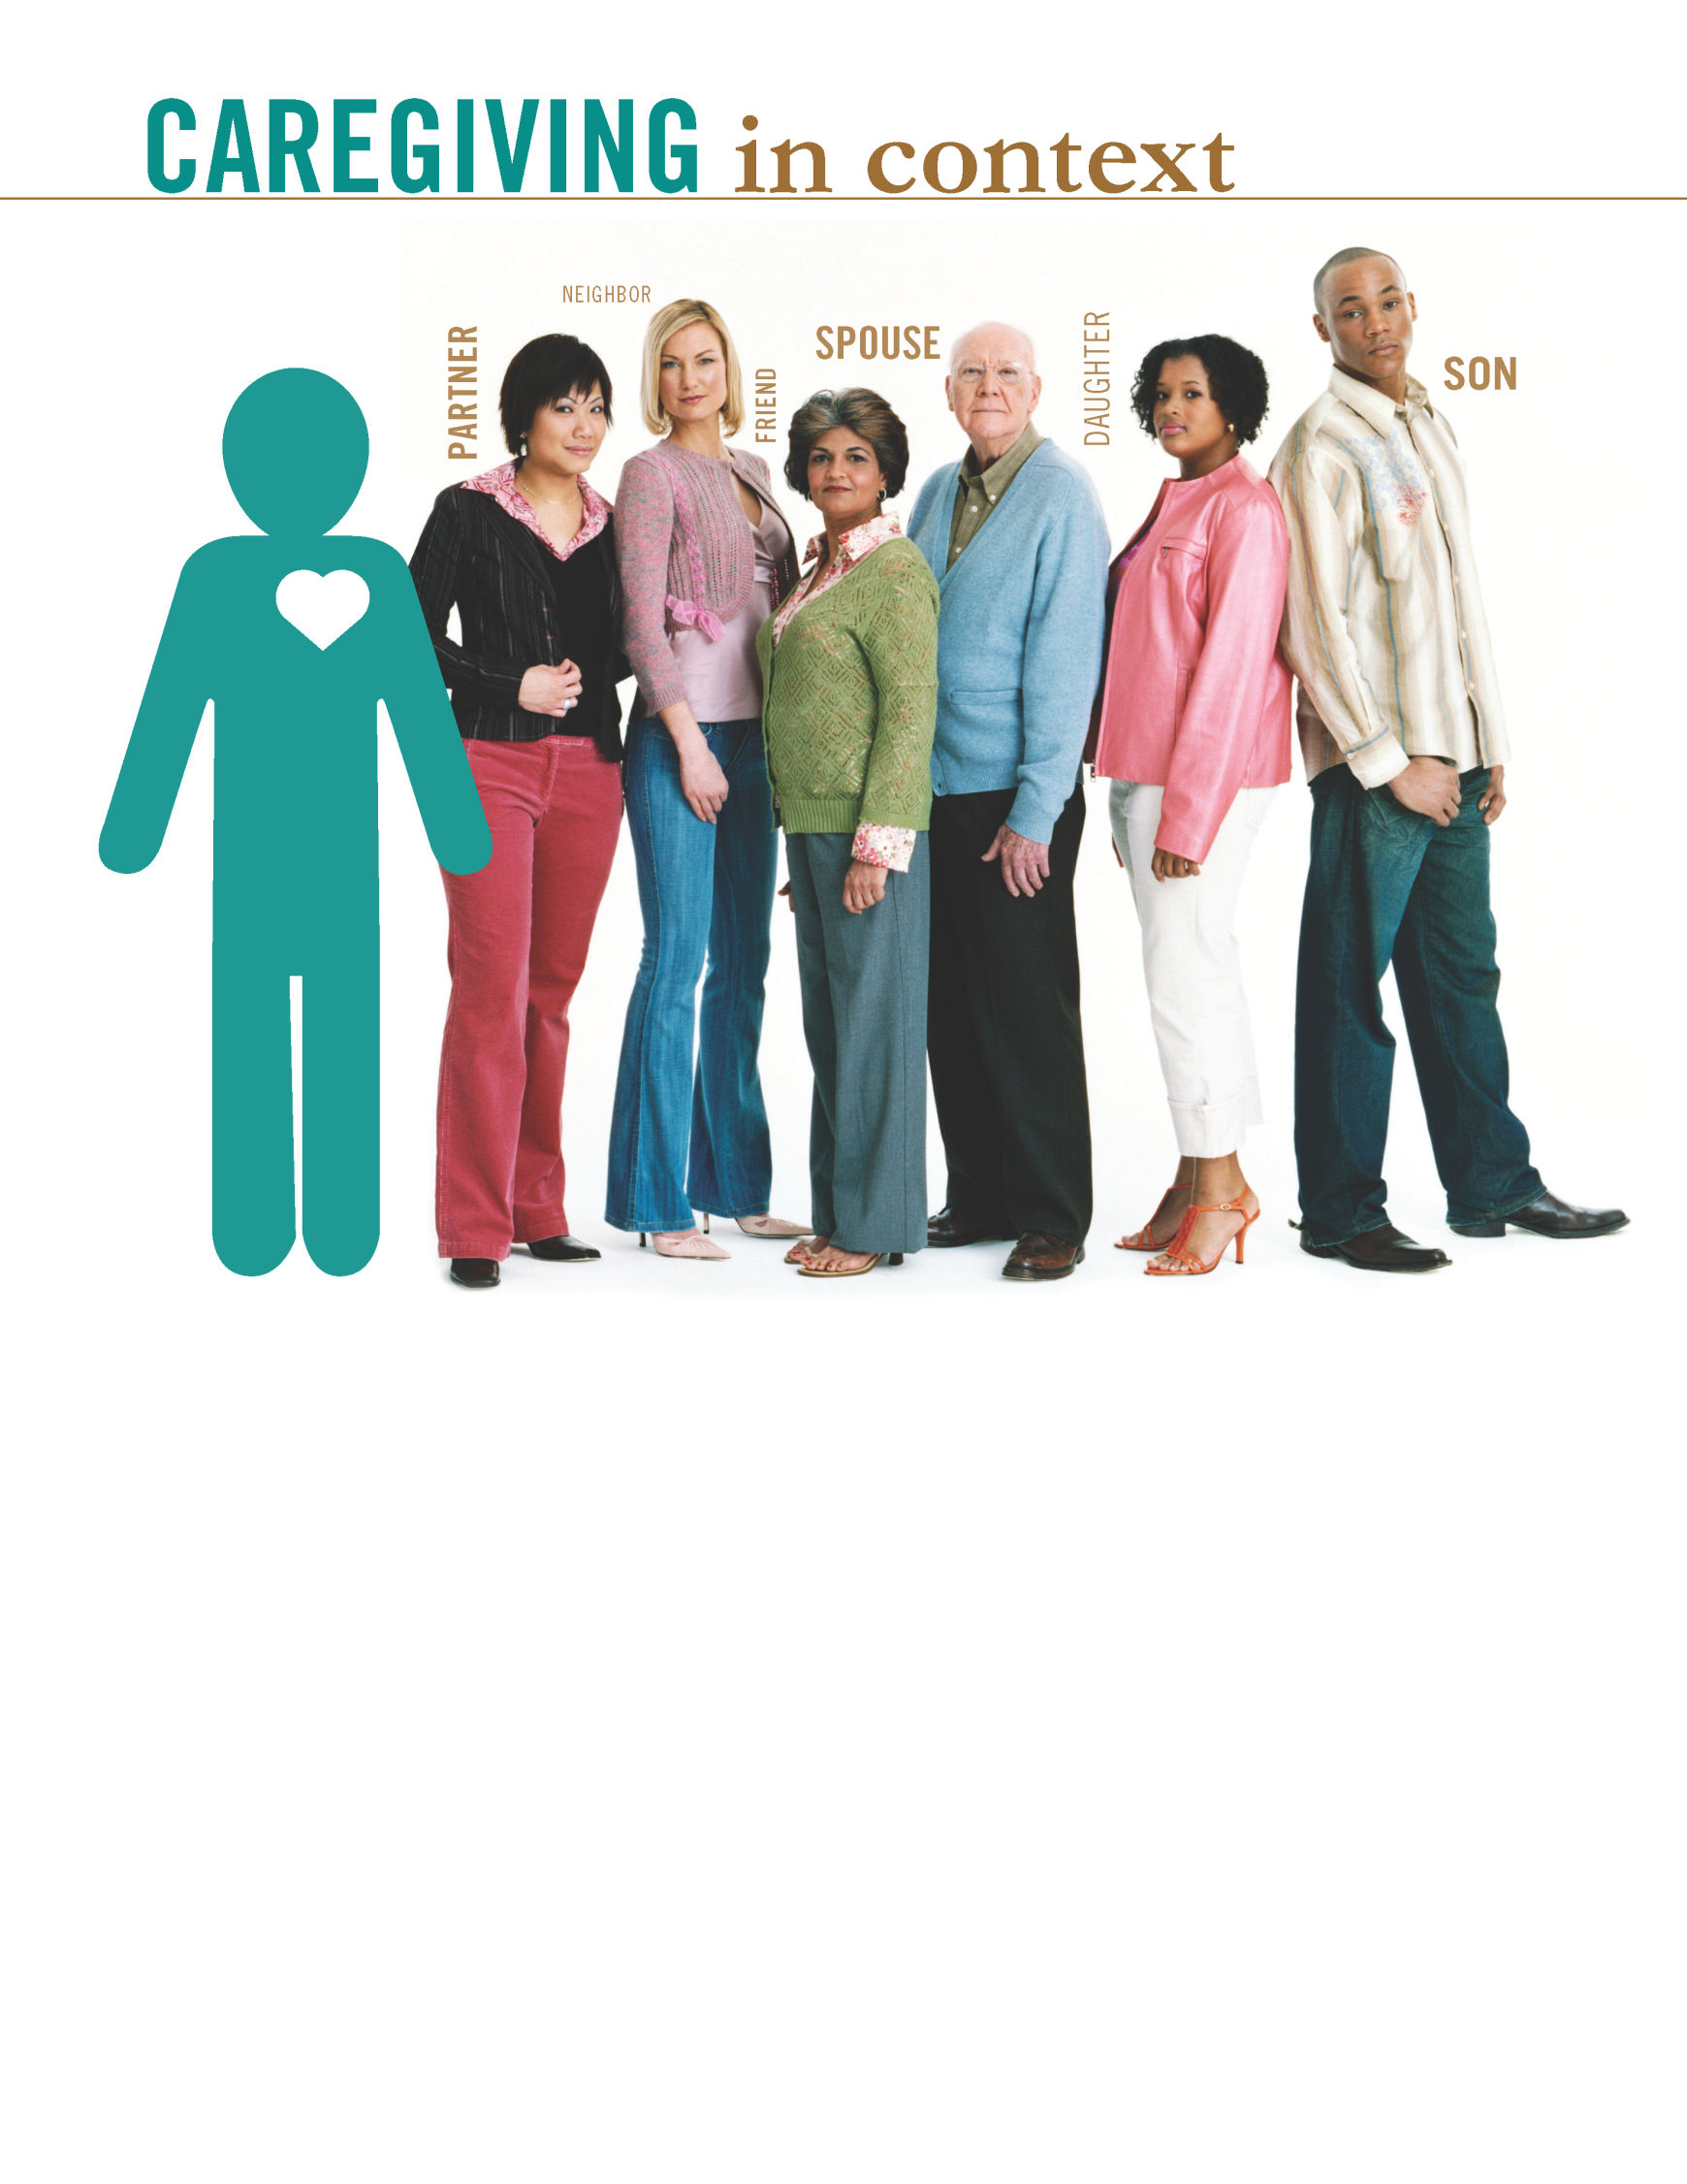 CAREGIVING in context
NEIGHBOR
PARTNER
FRIEND
SPOUSE
DAUGHTER
SON